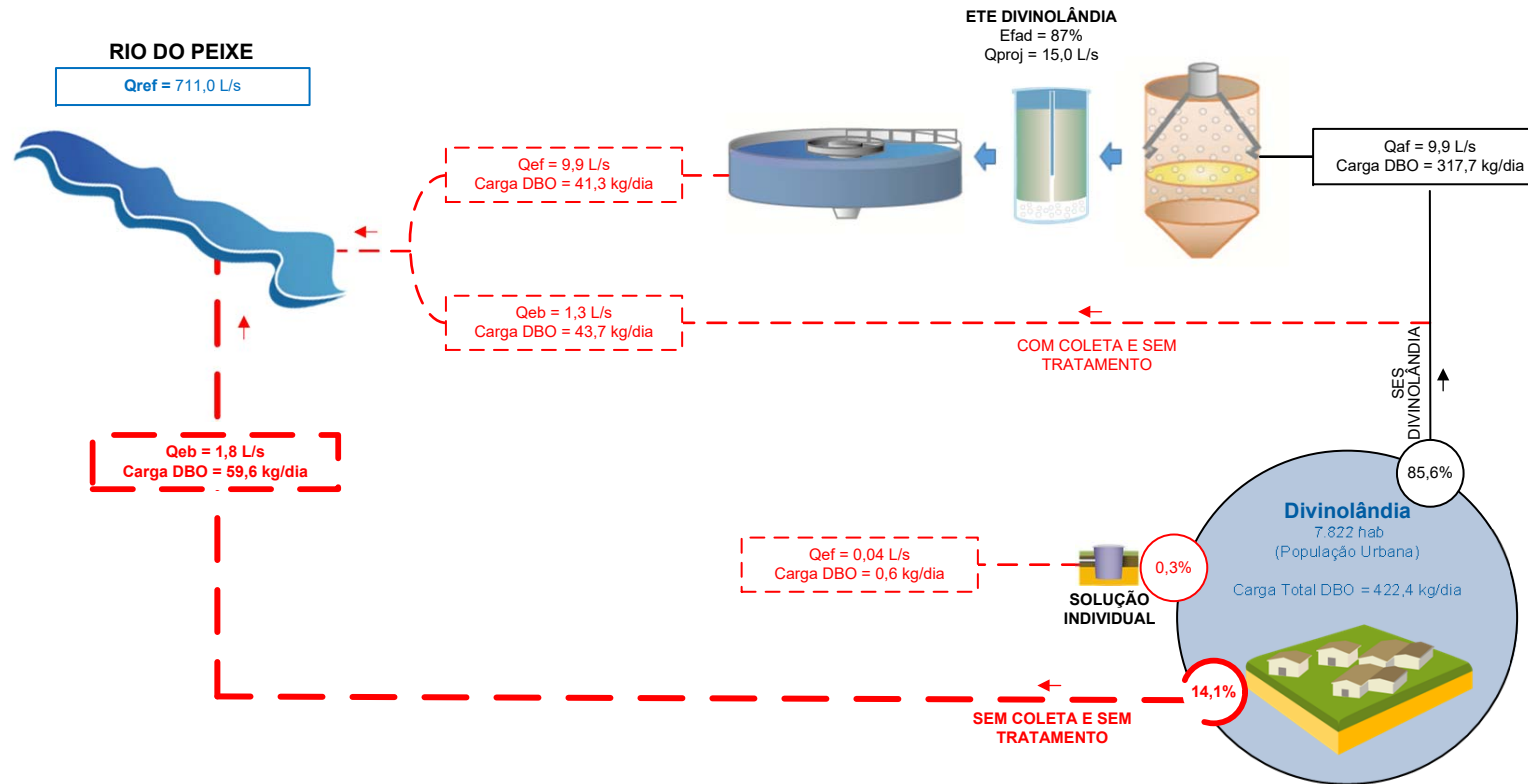 ETE DIVINOLÂNDIA
Efad = 87%
Qproj = 15,0 L/s
RIO DO PEIXE
Qref = 711,0 L/s
Qef = 9,9 L/s
Carga DBO = 41,3 kg/dia
Qaf = 9,9 L/s
Carga DBO = 317,7 kg/dia
Qeb = 1,3 L/s
Carga DBO = 43,7 kg/dia
COM COLETA E SEM
TRATAMENTO
SES
DIVINOLÂNDIA
Qeb = 1,8 L/s
Carga DBO = 59,6 kg/dia
85,6%
Divinolândia
7.822 hab
(População Urbana)
Carga Total DBO = 422,4 kg/dia
Qef = 0,04 L/s
Carga DBO = 0,6 kg/dia
0,3%
SOLUÇÃO
INDIVIDUAL
14,1%
SEM COLETA E SEM
TRATAMENTO